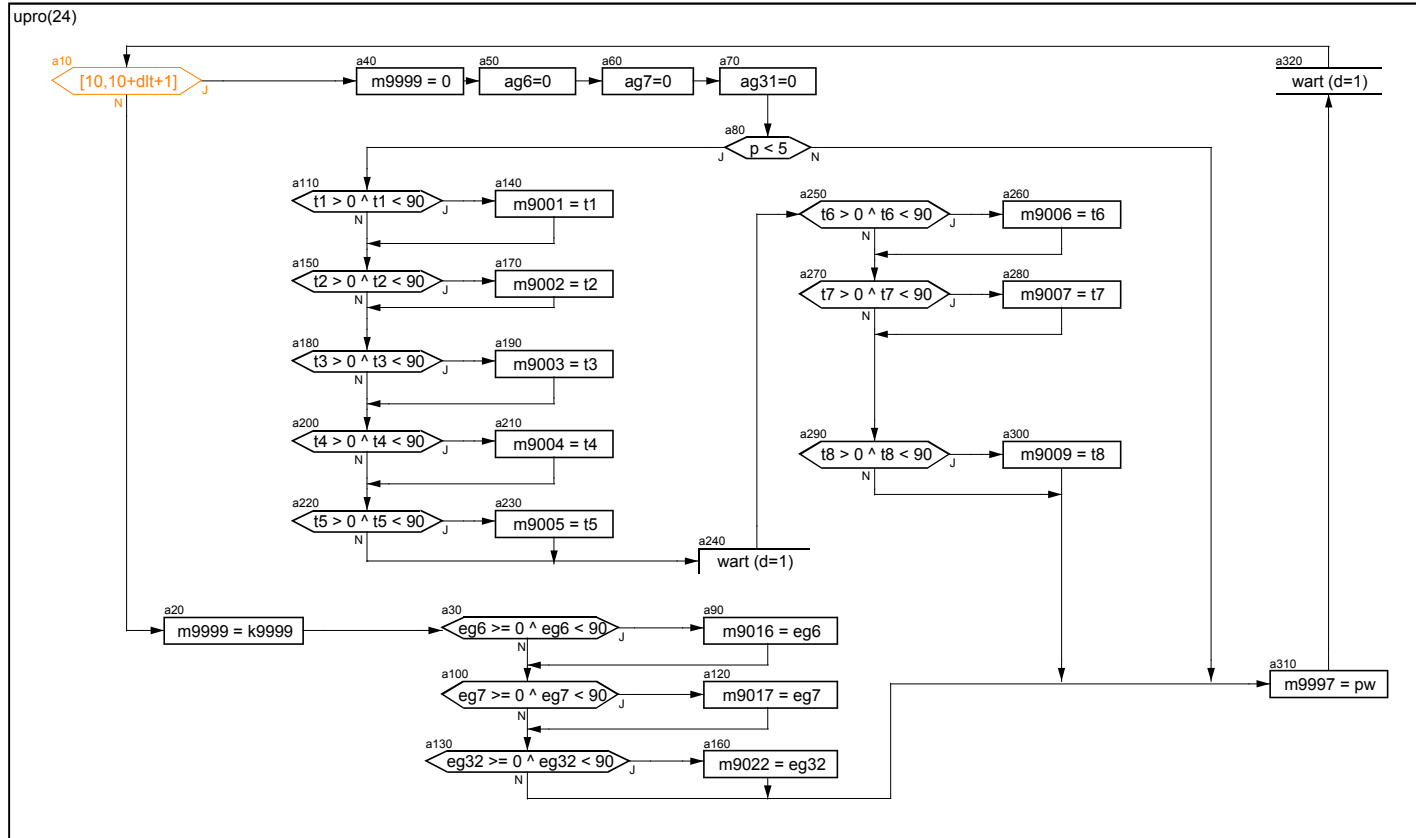 upro(24)
a10
[10,10+dlt+1]
J
N
a40
m9999 = 0
a50
ag6=0
a60
ag7=0
a70
ag31=0
a320
wart (d=1)
a80
p < 5
J
N
a110
t1 > 0 ^ t1 < 90
J
N
a140
m9001 = t1
a150
t2 > 0 ^ t2 < 90
J
N
a170
m9002 = t2
a180
t3 > 0 ^ t3 < 90
J
N
a190
m9003 = t3
a200
t4 > 0 ^ t4 < 90
J
N
a210
m9004 = t4
a220
t5 > 0 ^ t5 < 90
J
N
a230
m9005 = t5
a240
wart (d=1)
a250
t6 > 0 ^ t6 < 90
J
N
a260
m9006 = t6
a270
t7 > 0 ^ t7 < 90
J
N
a280
m9007 = t7
a290
t8 > 0 ^ t8 < 90
J
N
a300
m9009 = t8
a20
m9999 = k9999
a30
eg6 >= 0 ^ eg6 < 90
J
N
a90
m9016 = eg6
a100
eg7 >= 0 ^ eg7 < 90
J
N
a120
m9017 = eg7
a130
eg32 >= 0 ^ eg32 < 90
J
N
a160
m9022 = eg32
a310
m9997 = pw